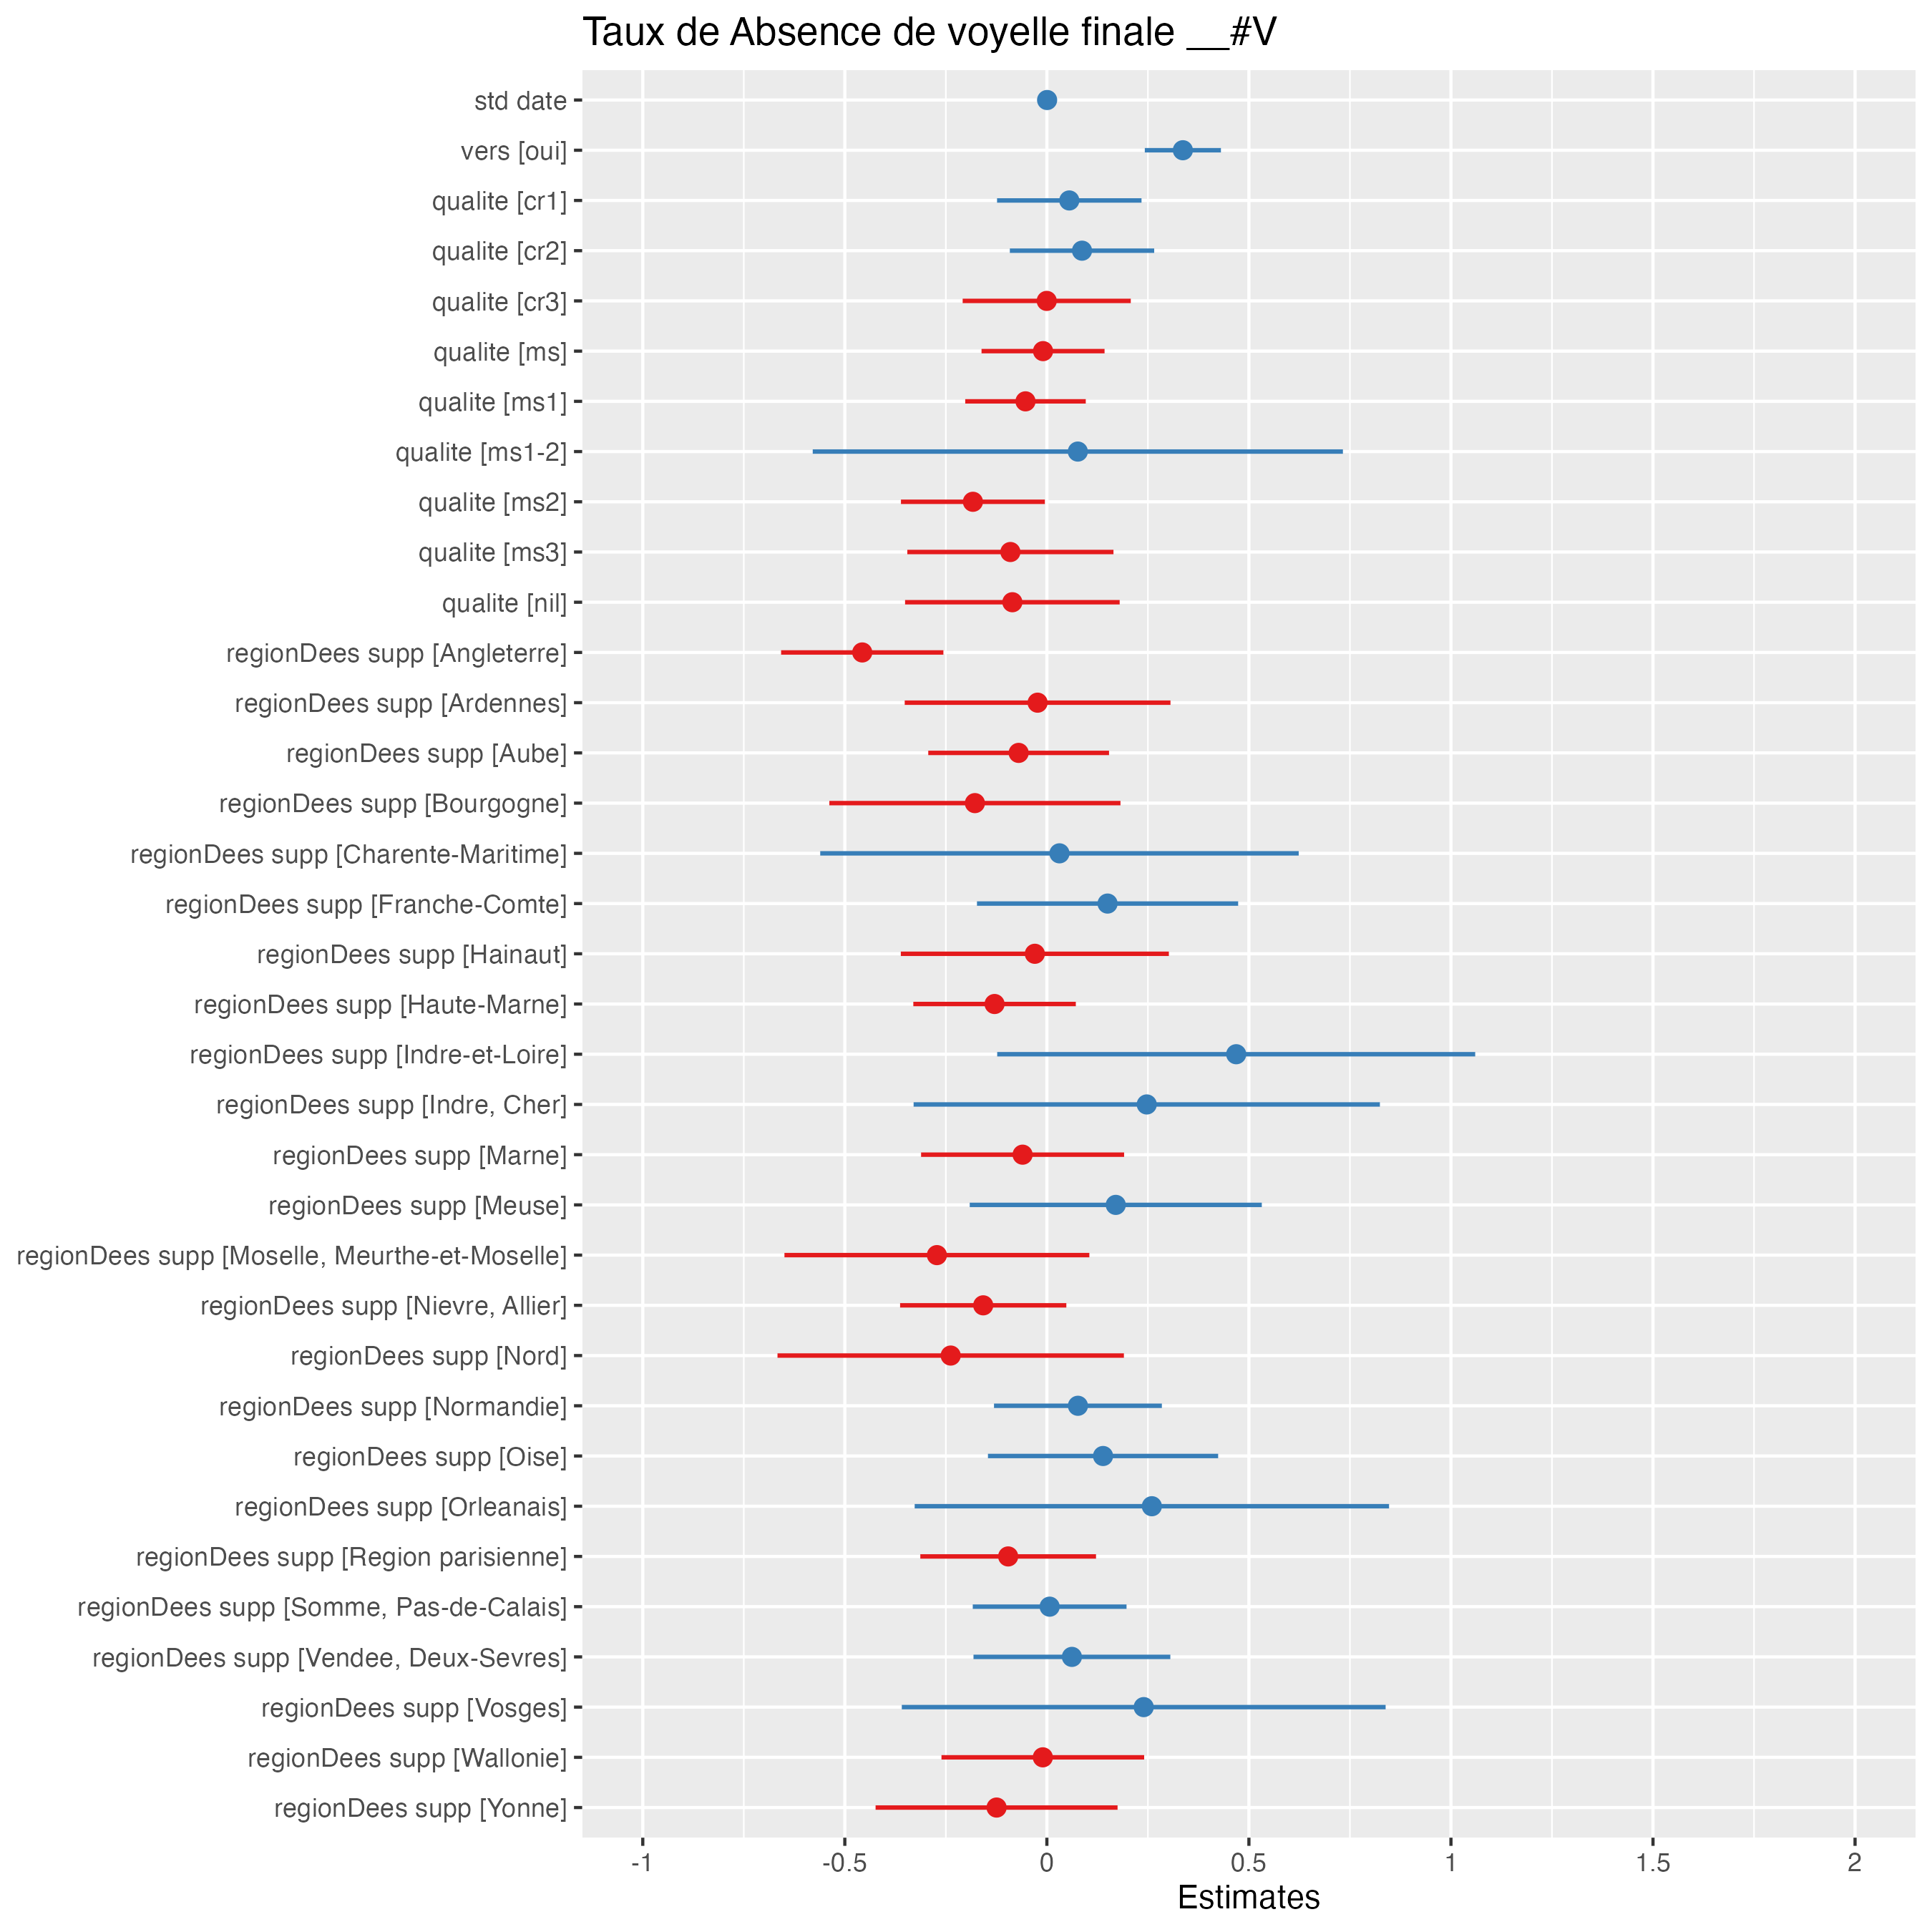 Taux de Absence de voyelle finale __#V
std date
vers [oui]
qualite [cr1]
qualite [cr2]
qualite [cr3]
qualite [ms]
qualite [ms1]
qualite [ms1-2]
qualite [ms2]
qualite [ms3]
qualite [nil]
regionDees supp [Angleterre]
regionDees supp [Ardennes]
regionDees supp [Aube]
regionDees supp [Bourgogne]
regionDees supp [Charente-Maritime]
regionDees supp [Franche-Comte]
regionDees supp [Hainaut]
regionDees supp [Haute-Marne]
regionDees supp [Indre-et-Loire]
regionDees supp [Indre, Cher]
regionDees supp [Marne]
regionDees supp [Meuse]
regionDees supp [Moselle, Meurthe-et-Moselle]
regionDees supp [Nievre, Allier]
regionDees supp [Nord]
regionDees supp [Normandie]
regionDees supp [Oise]
regionDees supp [Orleanais]
regionDees supp [Region parisienne]
regionDees supp [Somme, Pas-de-Calais]
regionDees supp [Vendee, Deux-Sevres]
regionDees supp [Vosges]
regionDees supp [Wallonie]
regionDees supp [Yonne]
-1 -0.5 0 0.5 1 1.5 2
Estimates